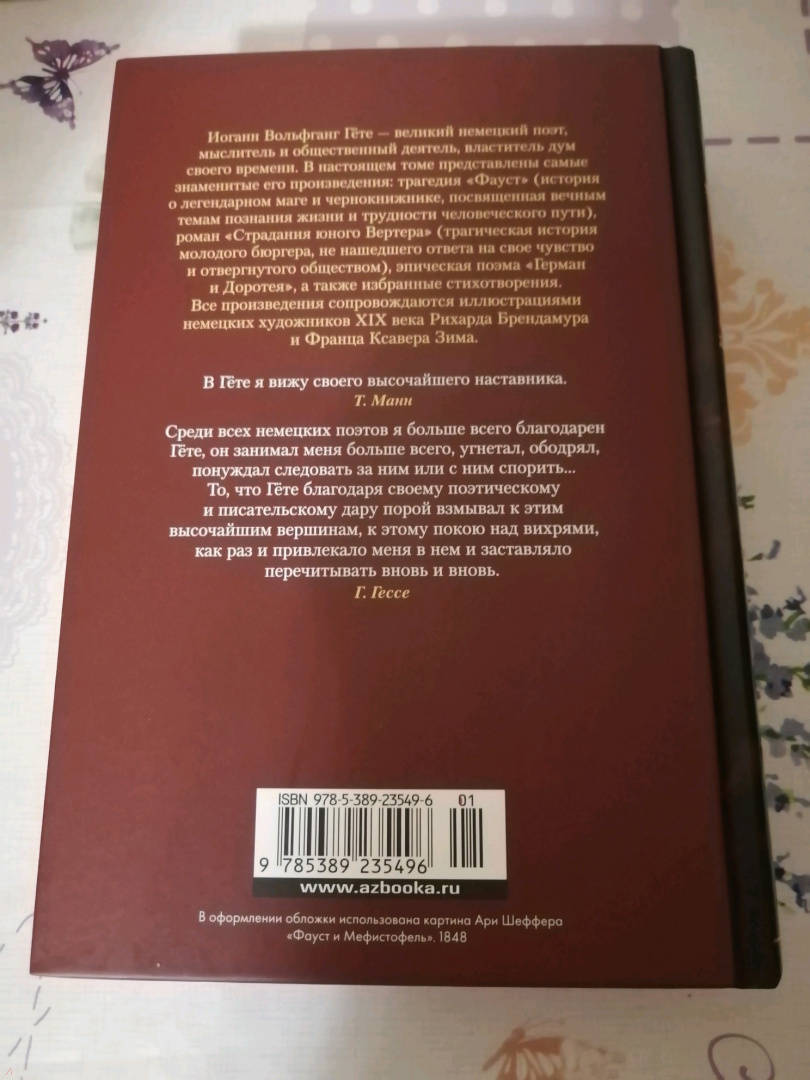 Иоганн Вольфганг Гёте — великий немецкий поэт,
мыслитель и общественный деятель, властитель дум
своего времени. В настоящем томе представлены самые
знаменитые его произведения: трагедия «Фауст» (история
о легендарном маге и чернокнижнике, посвященная вечным
темам познания жизни и трудности человеческого пути),
роман «Страдания юного Вертера» (трагическая история
молодого бюргера, не нашедшего ответа на свое чувство
и отвергнутого обществом), эпическая поэма «Герман
и Доротея», а также избранные стихотворения.
Все произведения сопровождаются иллюстрациями
немецких художников XIX века Рихарда Брендамура
и Франца Ксавера Зима.
В Гёте я вижу своего высочайшего наставника.
Т. Манн
Среди всех немецких поэтов я больше всего благодарен
Гёте, он занимал меня больше всего, угнетал, ободрял,
понуждал следовать за ним или с ним спорить...
То, что Гёте благодаря своему поэтическому
и писательскому дару порой взмывал к этим
высочайшим вершинам, к этому покою над вихрями,
как раз и привлекало меня в нем и заставляло
перечитывать вновь и вновь.
Г. Гессе
ISBN 978-5-389-23549-6 01
9 785389 235496
www.azbooka.ru
В оформлении обложки использована картина Ари Шеффера
«Фауст и Мефистофель». 1848